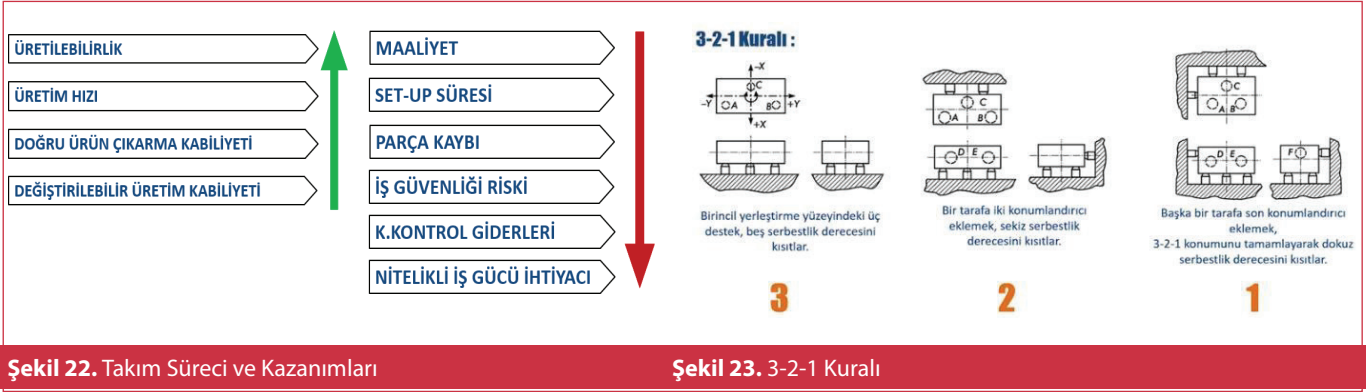 ÜRETİLEBİLİRLİK
ÜRETİM HIZI
DOĞRU ÜRÜN ÇIKARMA KABİLİYETİ
DEĞİŞTİRİLEBİLİR ÜRETİM KABİLİYETİ
MAALİYET
SET-UP SÜRESİ
PARÇA KAYBI
İŞ GÜVENLİĞİ RİSKİ
K.KONTROL GİDERLERİ
NİTELİKLİ İŞ GÜCÜ İHTİYACI
3-2-1 Kuralı :
-X
C
-Y A B +Y
+X
Birincil yerleştirme yüzeyindeki üç
destek, beş serbestlik derecesini
kısıtlar.
3
C
A B
D E
Bir tarafa iki konumlandırıcı
eklemek, sekiz serbestlik
derecesini kısıtlar.
2
C
A B
D E
F
Başka bir tarafa son konumlandırıcı
eklemek,
3-2-1 konumunu tamamlayarak dokuz
serbestlik derecesini kısıtlar.
1
Şekil 22. Takım Süreci ve Kazanımları
Şekil 23. 3-2-1 Kuralı